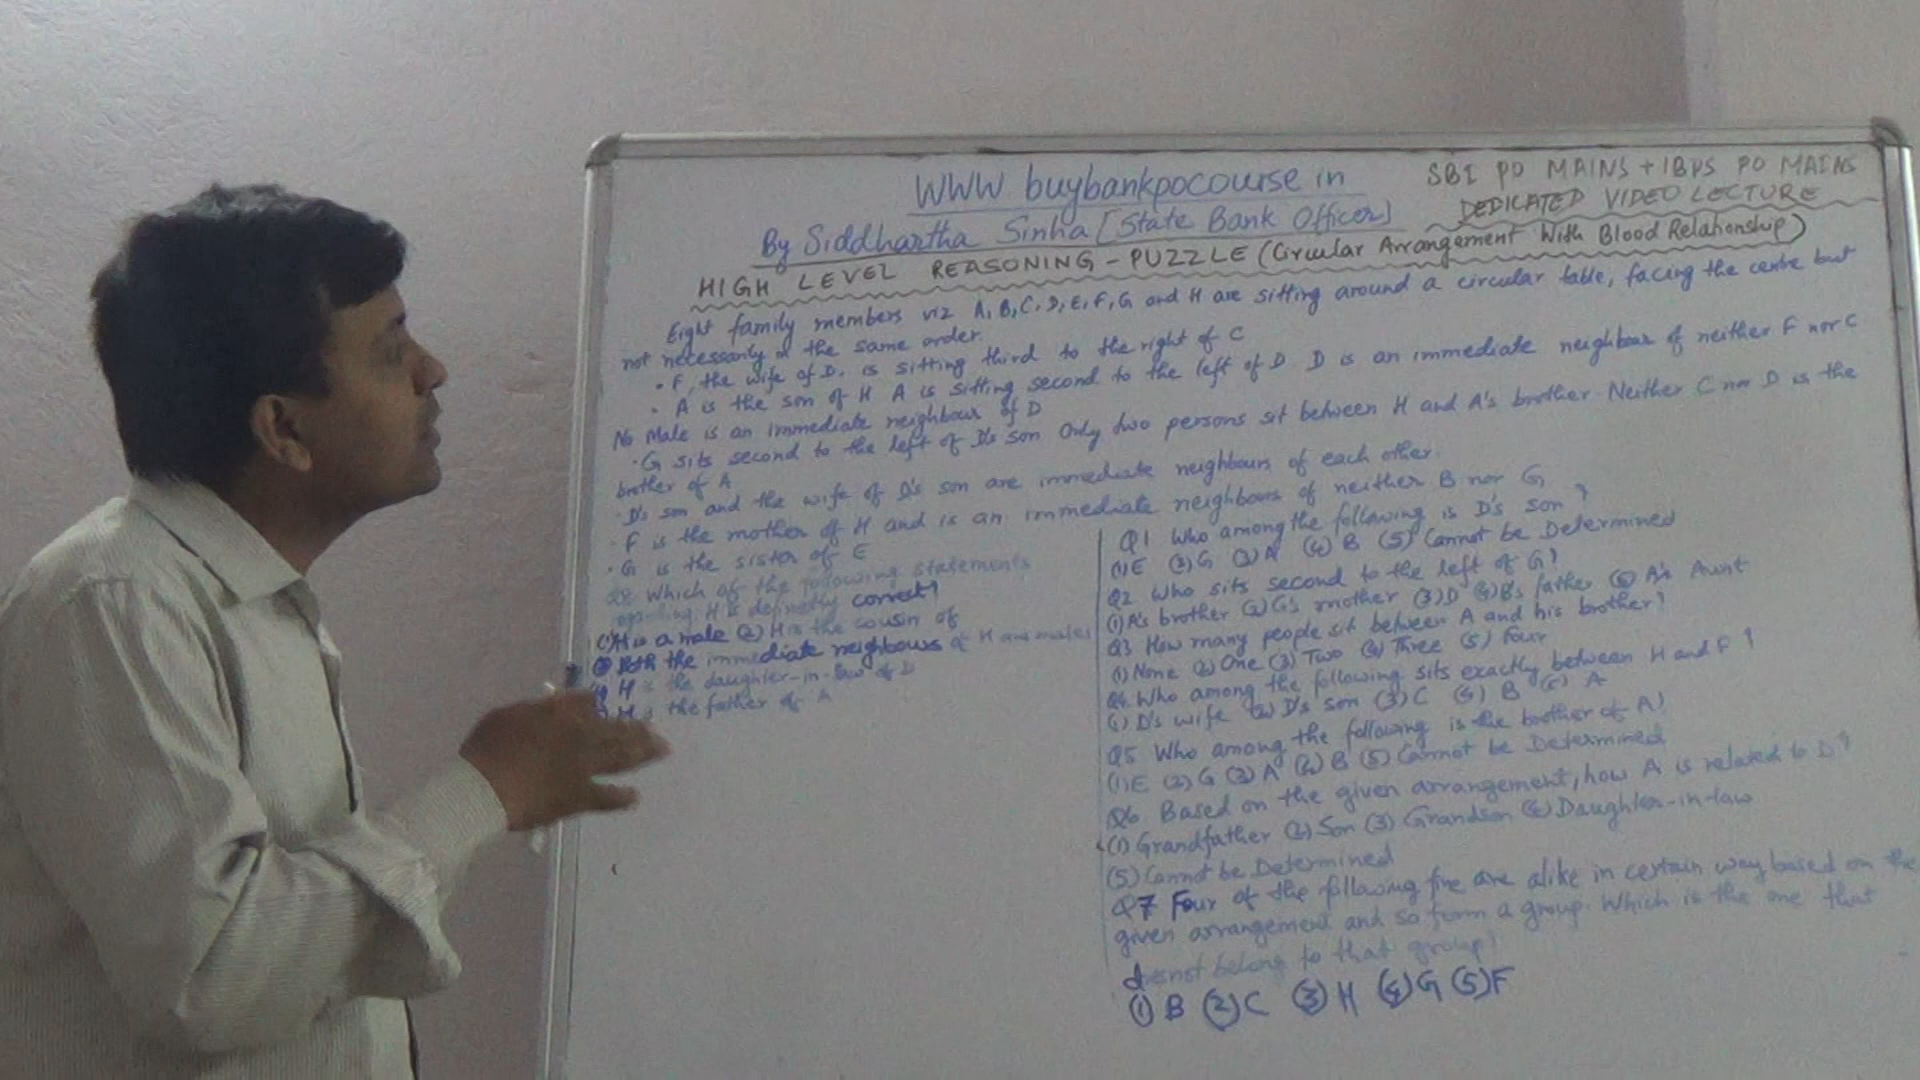 WWW buybankpocourse in
SBI PO MAINS + IBPS PO MAINS
DEDICATED VIDEO LECTURE
By Siddhartha Sinha [State Bank Officer]
HIGH LEVEL REASONING - PUZZLE (Circular Arrangement With Blood Relationship)
Eight family members viz A, B, C, D, E, F, G and H are sitting around a circular table, facing the centre but
not necessarily in the same order.
• F, the wife of D, is sitting third to the right of C
• A is the son of H A is sitting second to the left of D. D is an immediate neighbour of neither F nor C
No Male is an immediate neighbour of D
• G sits second to the left of D's son Only two persons sit between H and A's brother. Neither C nor D is the
brother of A
• D's son and the wife of D's son are immediate neighbours of each other.
• F is the mother of H and is an immediate neighbours of neither B nor G
• G is the sister of E
Q8 Which of the following statements
regarding H is definitely correct?
(1) H is a male (2) H is the cousin of
(3) Both the immediate neighbours of H are males
(4) H is the daughter-in-law of D
H is the father of A
Q1 Who among the following is D's son?
(1) E (2) G (3) A (4) B (5) Cannot be Determined
Q2 Who sits second to the left of G?
(1) A's brother (2) G's mother (3) D (4) B's father (5) A's Aunt
Q3 How many people sit between A and his brother?
(1) None (2) One (3) Two (4) Three (5) Four
Q4 Who among the following sits exactly between H and F?
(1) D's wife (2) D's son (3) C (4) B (5) A
Q5 Who among the following is the brother of A?
(1) E (2) G (3) A (4) B (5) Cannot be Determined
Q6 Based on the given arrangement, how A is related to D?
(1) Grandfather (2) Son (3) Grandson (4) Daughter-in-law
(5) Cannot be Determined
Q7 Four of the following five are alike in certain way based on the
given arrangement and so form a group. Which is the one that
doesnot belong to that group?
(1) B (2) C (3) H (4) G (5) F